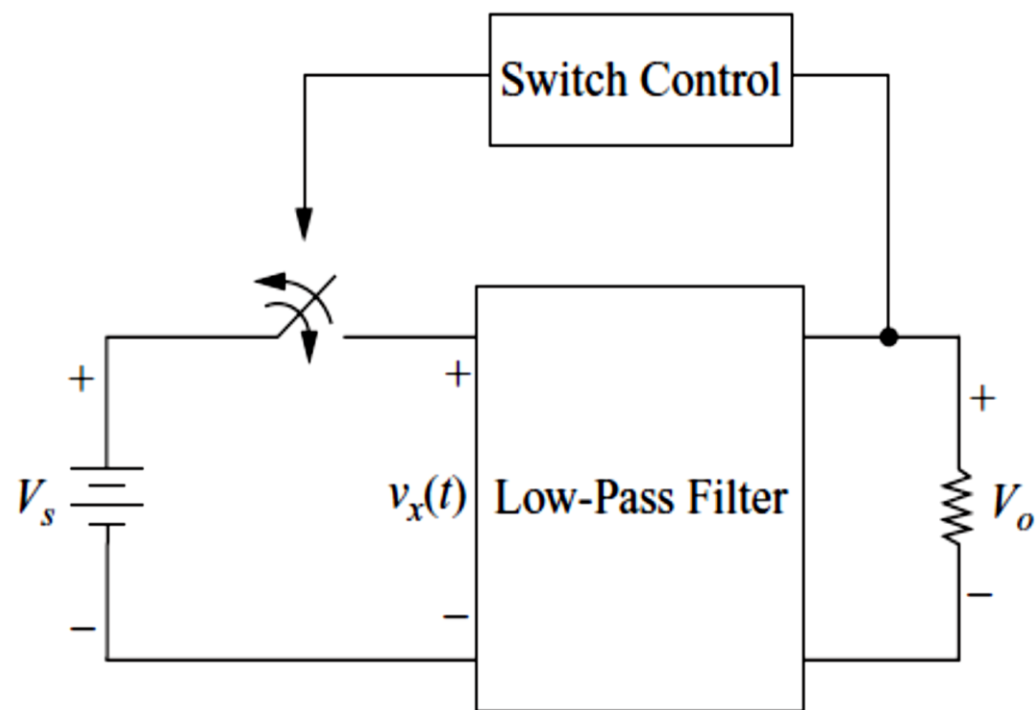 Switch Control
+
+
+
V_s
v_x(t)
Low-Pass Filter
V_o
−
−
−